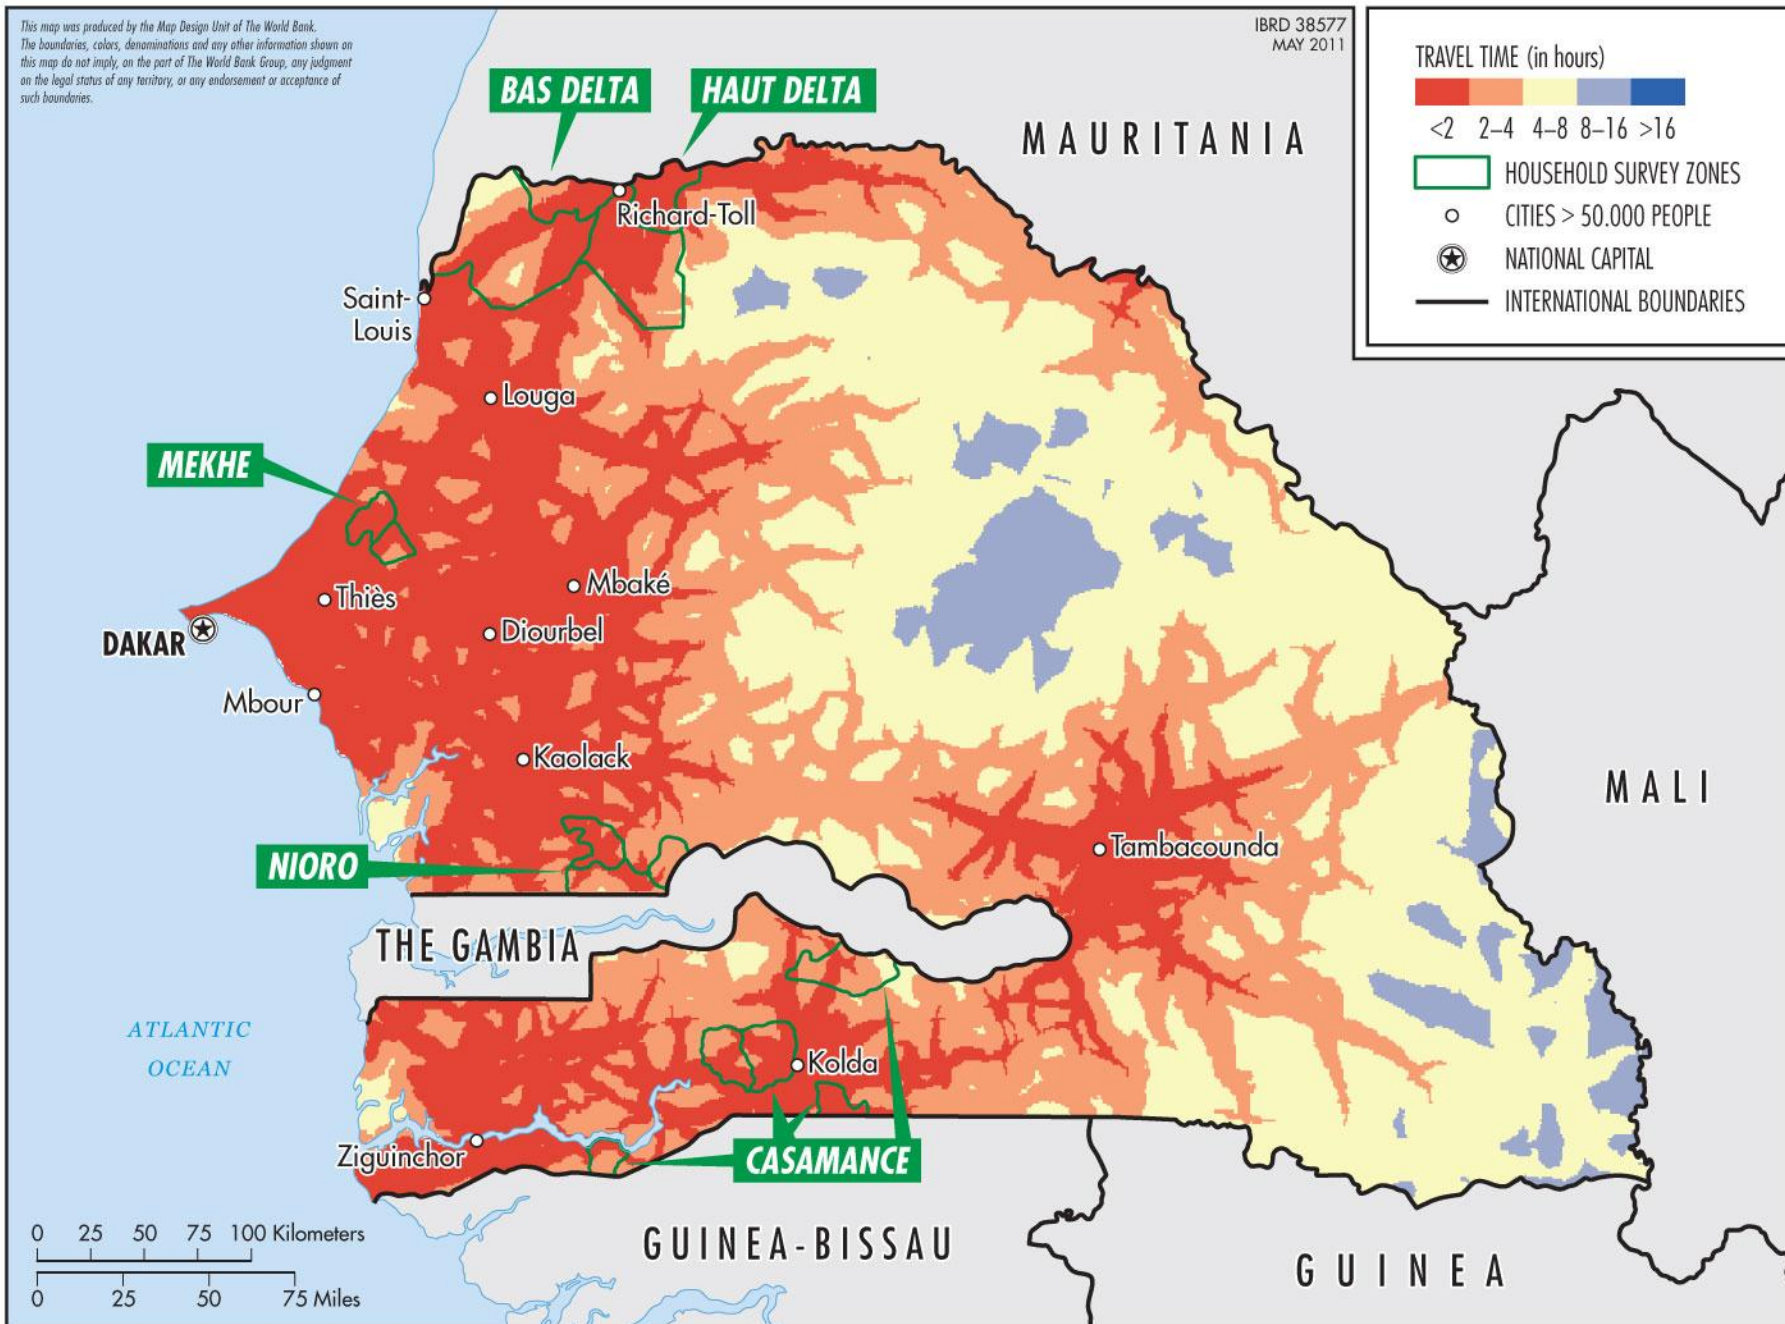 This map was produced by the Map Design Unit of The World Bank.
The boundaries, colors, denominations and any other information shown on
this map do not imply, on the part of The World Bank Group, any judgment
on the legal status of any territory, or any endorsement or acceptance of
such boundaries.
IBRD 38577
MAY 2011
TRAVEL TIME (in hours)
<2 2–4 4–8 8–16 >16
HOUSEHOLD SURVEY ZONES
CITIES > 50.000 PEOPLE
NATIONAL CAPITAL
INTERNATIONAL BOUNDARIES
BAS DELTA
HAUT DELTA
MAURITANIA
Richard-Toll
Saint-
Louis
Louga
MEKHE
Mbaké
Thiès
Diourbel
DAKAR
Mbour
Kaolack
MALI
Tambacounda
NIORO
THE GAMBIA
ATLANTIC
OCEAN
Kolda
Ziguinchor
CASAMANCE
GUINEA-BISSAU
GUINEA
0 25 50 75 100 Kilometers
0 25 50 75 Miles